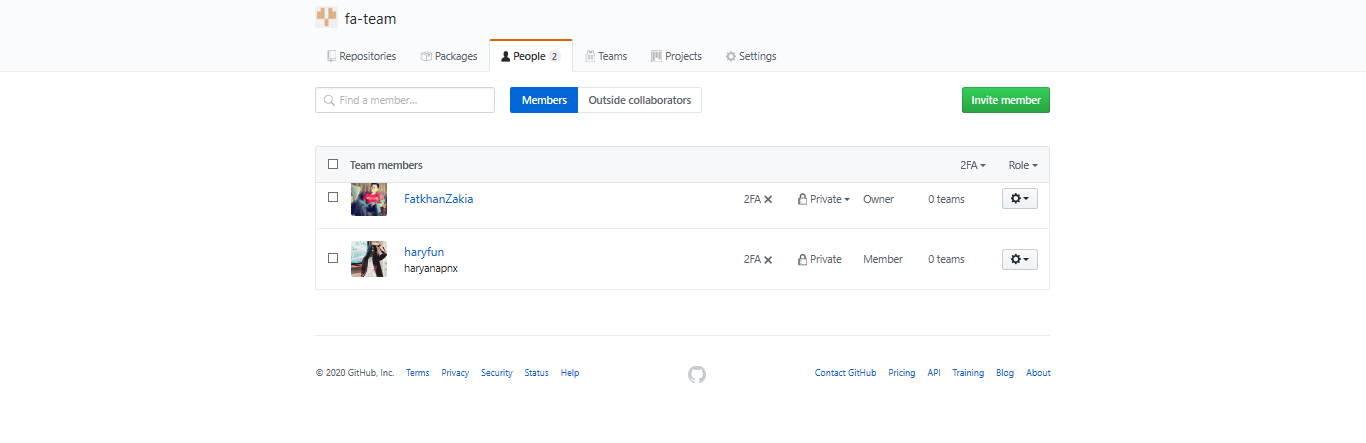 fa-team
Repositories Packages People 2 Teams Projects Settings
Find a member... Members Outside collaborators Invite member
Team members 2FA Role
FatkhanZakia 2FA Private Owner 0 teams
haryfun
haryanapnx 2FA Private Member 0 teams
© 2020 GitHub, Inc. Terms Privacy Security Status Help Contact GitHub Pricing API Training Blog About